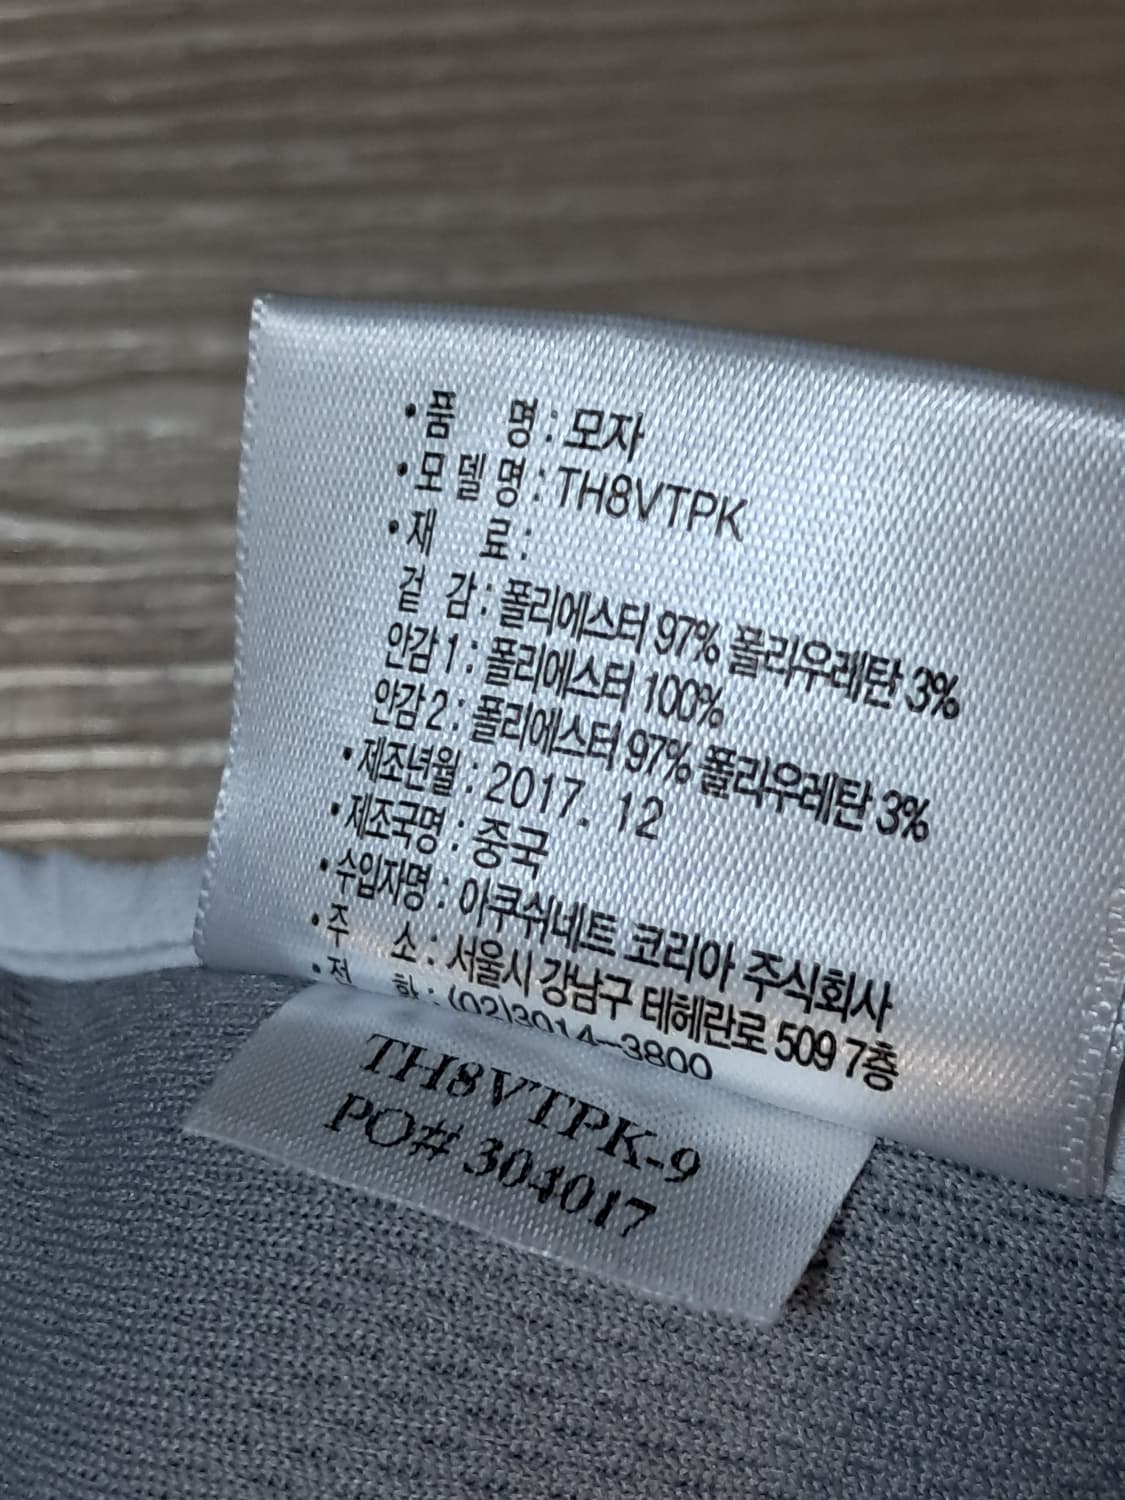 •품 명 : 모자
•모델명 : TH8VTPK
•재 료 :
겉 감 : 폴리에스터 97% 폴리우레탄 3%
안감 1 : 폴리에스터 100%
안감 2 : 폴리에스터 97% 폴리우레탄 3%
•제조년월 : 2017. 12
•제조국명 : 중국
•수입자명 : 아쿠쉬네트 코리아 주식회사
•주 소 : 서울시 강남구 테헤란로 509 7층
•전 화 : (02)3014-3800
TH8VTPK-9
PO# 304017